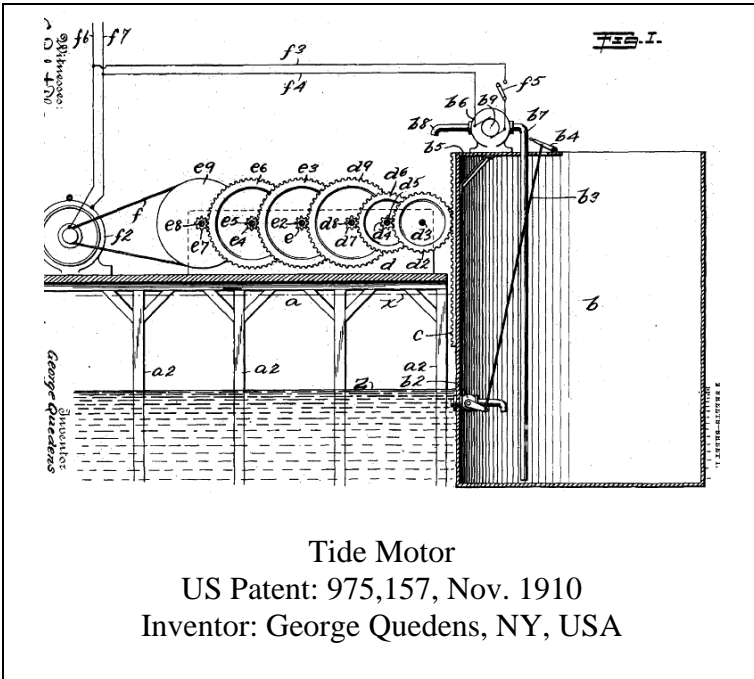 f6 f7
Witnesses:
f3
f4
Fig. I.
f5
b6 b9
b8
b7
b5
b4
e9 e6 e3 d9 d6
d5
b3
f
f2
e8 e7
e5 e4
e2 e
d8 d7
d4
d3
d2
d
a
x
c
b
a2
a2
a2
b2
z
Inventor
George Quedens
Tide Motor
US Patent: 975,157, Nov. 1910
Inventor: George Quedens, NY, USA